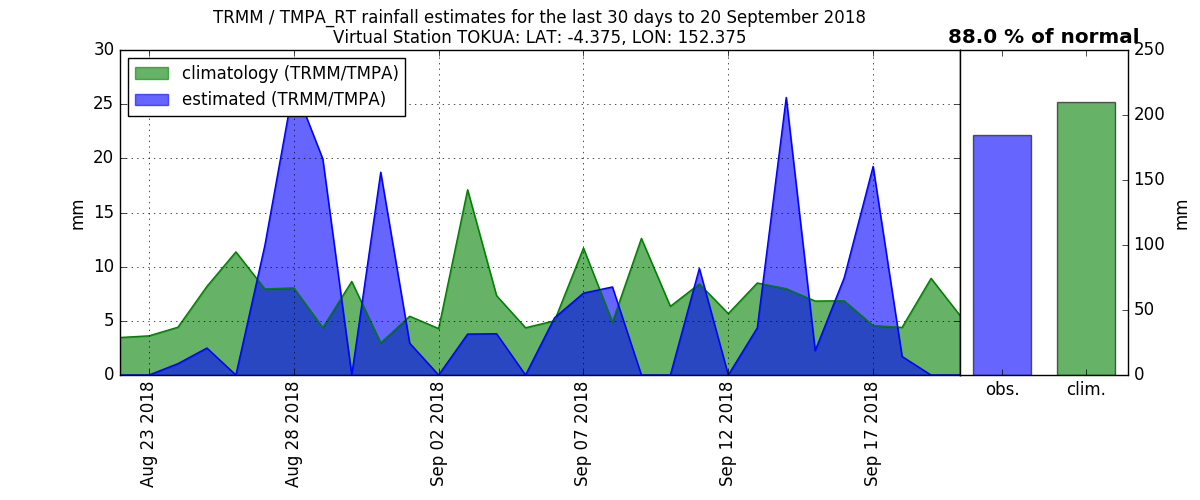 TRMM / TMPA_RT rainfall estimates for the last 30 days to 20 September 2018
Virtual Station TOKUA: LAT: -4.375, LON: 152.375
88.0 % of normal
climatology (TRMM/TMPA)
estimated (TRMM/TMPA)
30
25
20
15
10
5
0
mm
Aug 23 2018
Aug 28 2018
Sep 02 2018
Sep 07 2018
Sep 12 2018
Sep 17 2018
obs.
clim.
250
200
150
100
50
0
mm